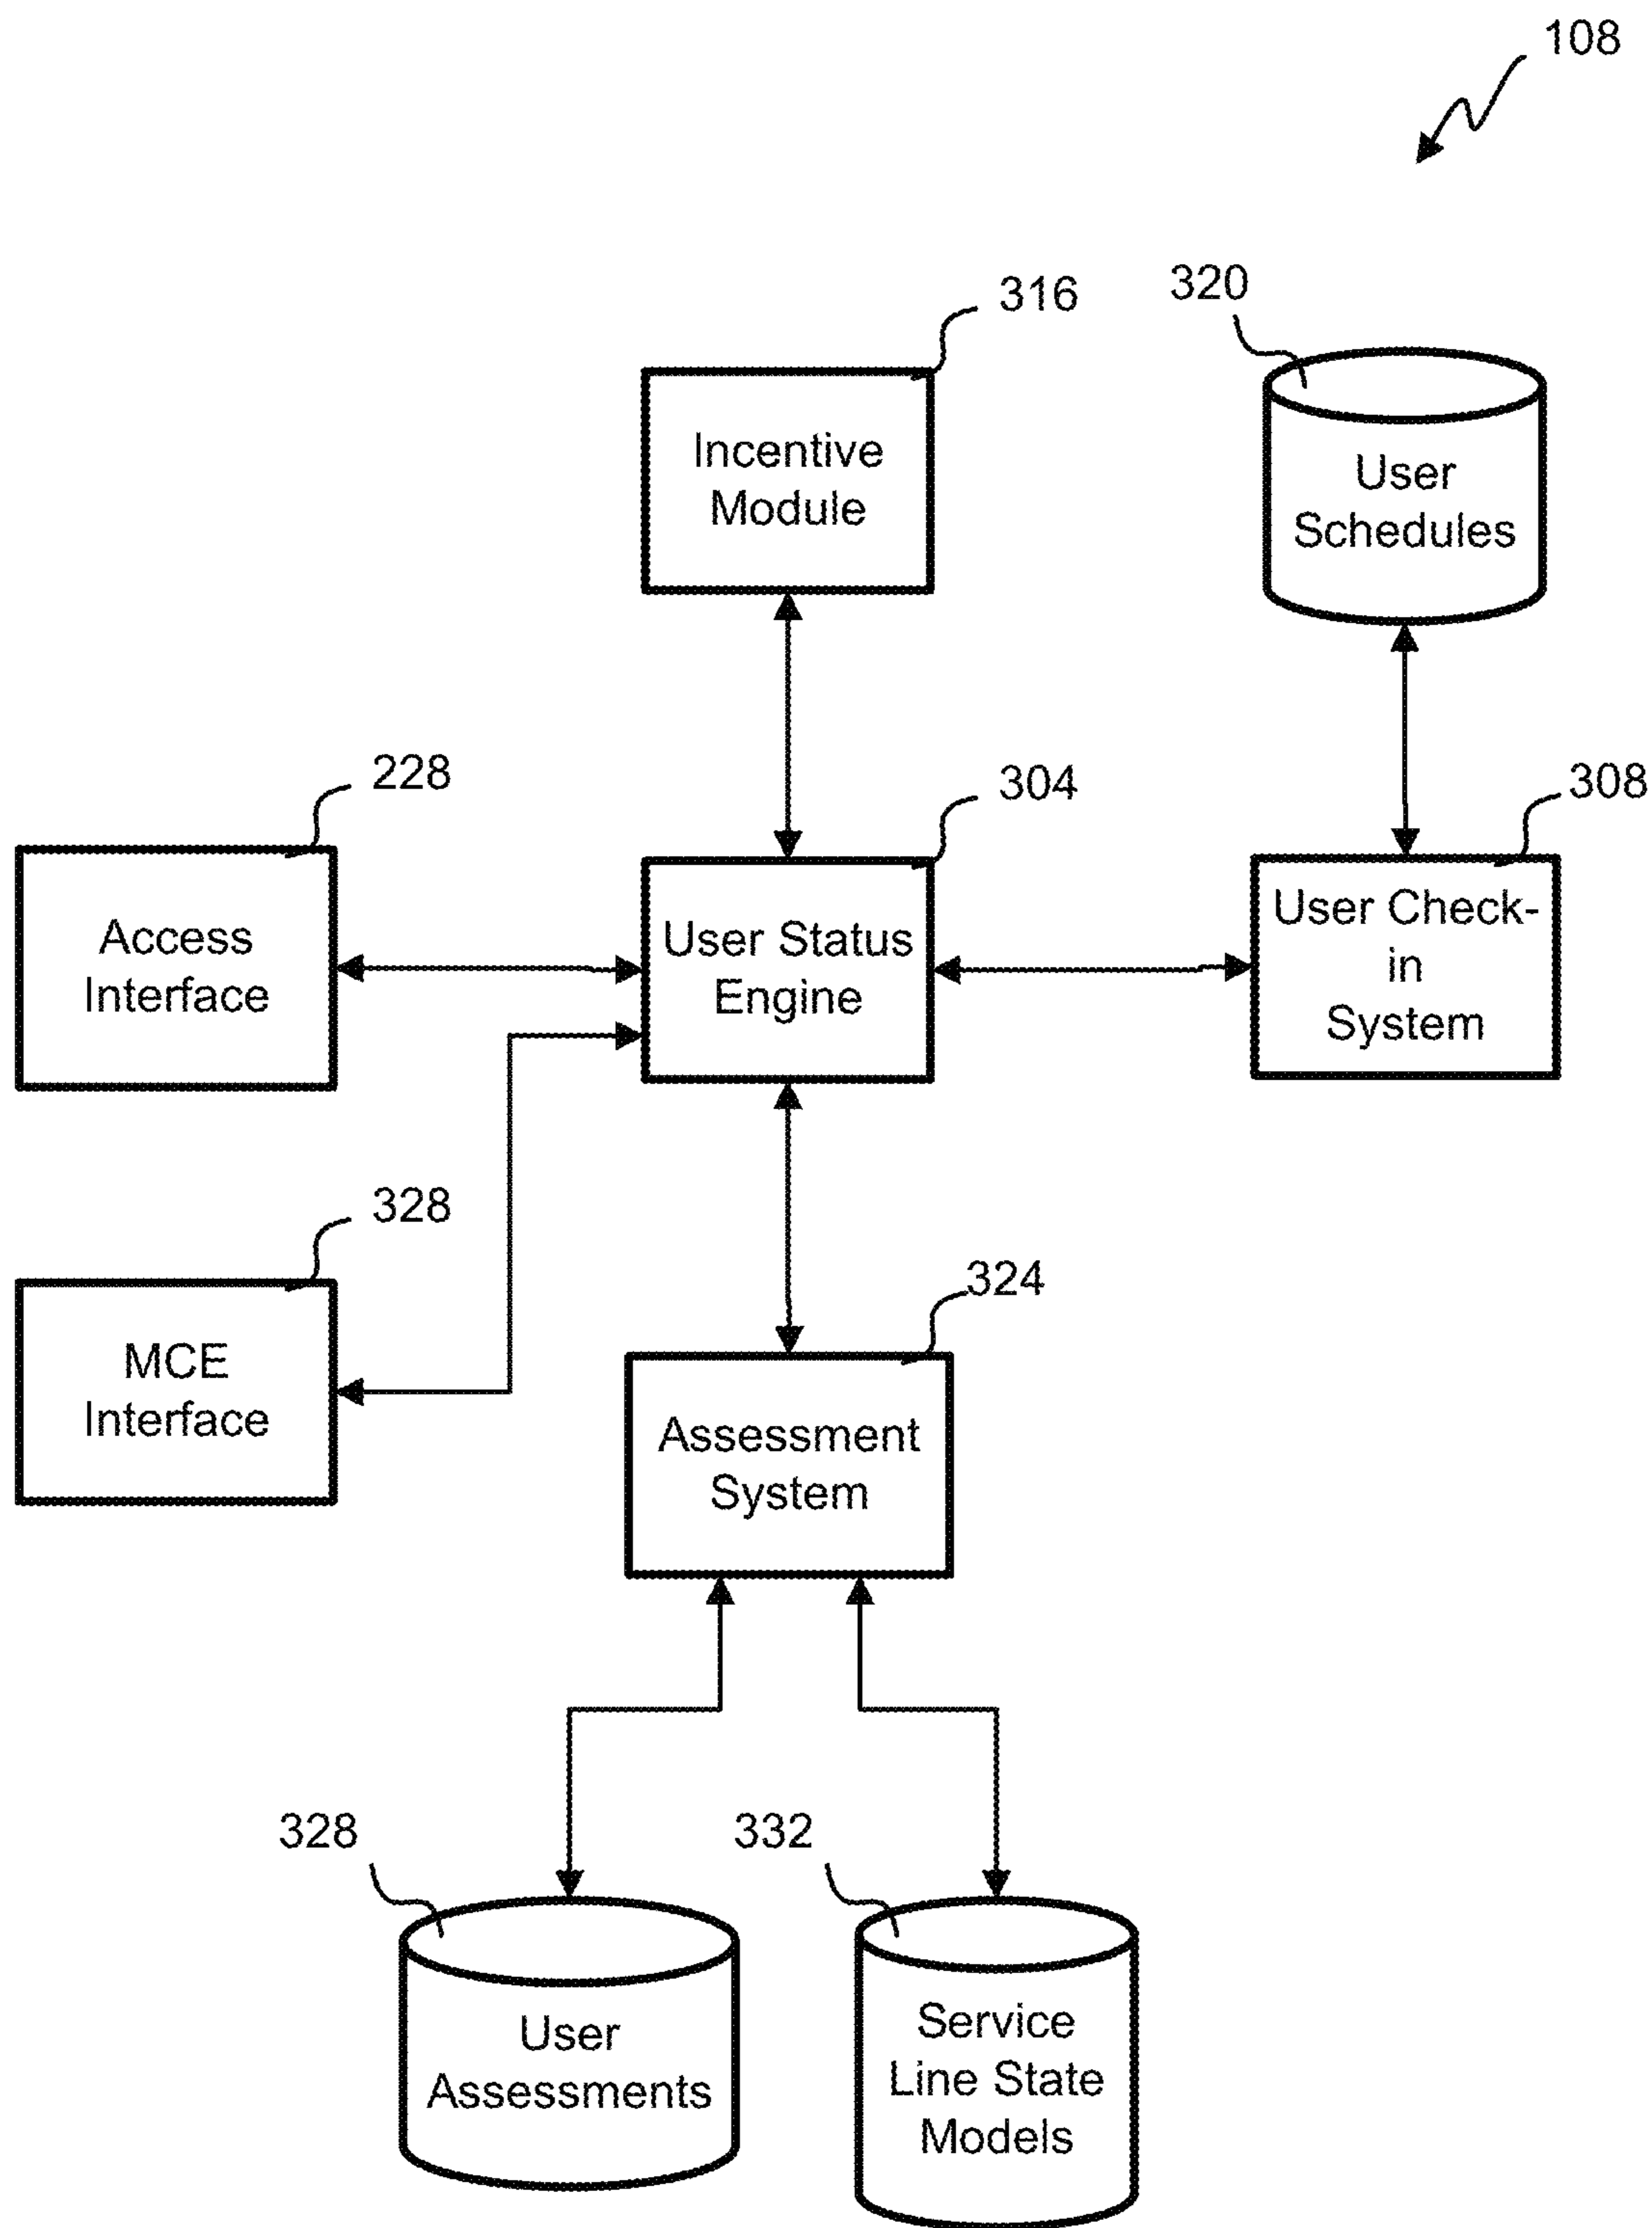 108
316
320
Incentive
Module
User
Schedules
228
304
308
Access
Interface
User Status
Engine
User Check-
in
System
328
MCE
Interface
324
Assessment
System
328
332
User
Assessments
Service
Line State
Models